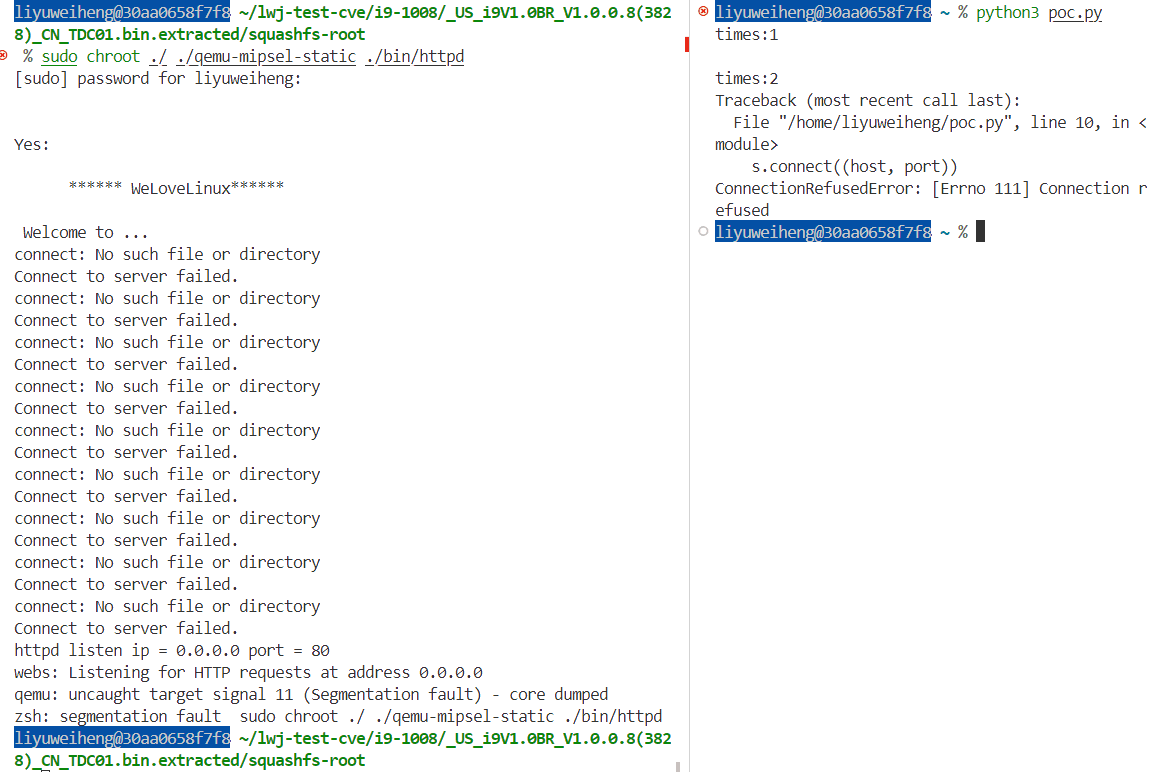 liyuweiheng@30aa0658f7f8 ~/lwj-test-cve/i9-1008/_US_i9V1.0BR_V1.0.0.8(382
8)_CN_TDC01.bin.extracted/squashfs-root
% sudo chroot ./ ./qemu-mipsel-static ./bin/httpd
[sudo] password for liyuweiheng:
Yes:
****** WeLoveLinux******
Welcome to ...
connect: No such file or directory
Connect to server failed.
connect: No such file or directory
Connect to server failed.
connect: No such file or directory
Connect to server failed.
connect: No such file or directory
Connect to server failed.
connect: No such file or directory
Connect to server failed.
connect: No such file or directory
Connect to server failed.
connect: No such file or directory
Connect to server failed.
connect: No such file or directory
Connect to server failed.
connect: No such file or directory
Connect to server failed.
httpd listen ip = 0.0.0.0 port = 80
webs: Listening for HTTP requests at address 0.0.0.0
qemu: uncaught target signal 11 (Segmentation fault) - core dumped
zsh: segmentation fault  sudo chroot ./ ./qemu-mipsel-static ./bin/httpd
liyuweiheng@30aa0658f7f8 ~/lwj-test-cve/i9-1008/_US_i9V1.0BR_V1.0.0.8(382
8)_CN_TDC01.bin.extracted/squashfs-root
liyuweiheng@30aa0658f7f8 ~ % python3 poc.py
times:1
times:2
Traceback (most recent call last):
File "/home/liyuweiheng/poc.py", line 10, in <
module>
s.connect((host, port))
ConnectionRefusedError: [Errno 111] Connection r
efused
liyuweiheng@30aa0658f7f8 ~ %